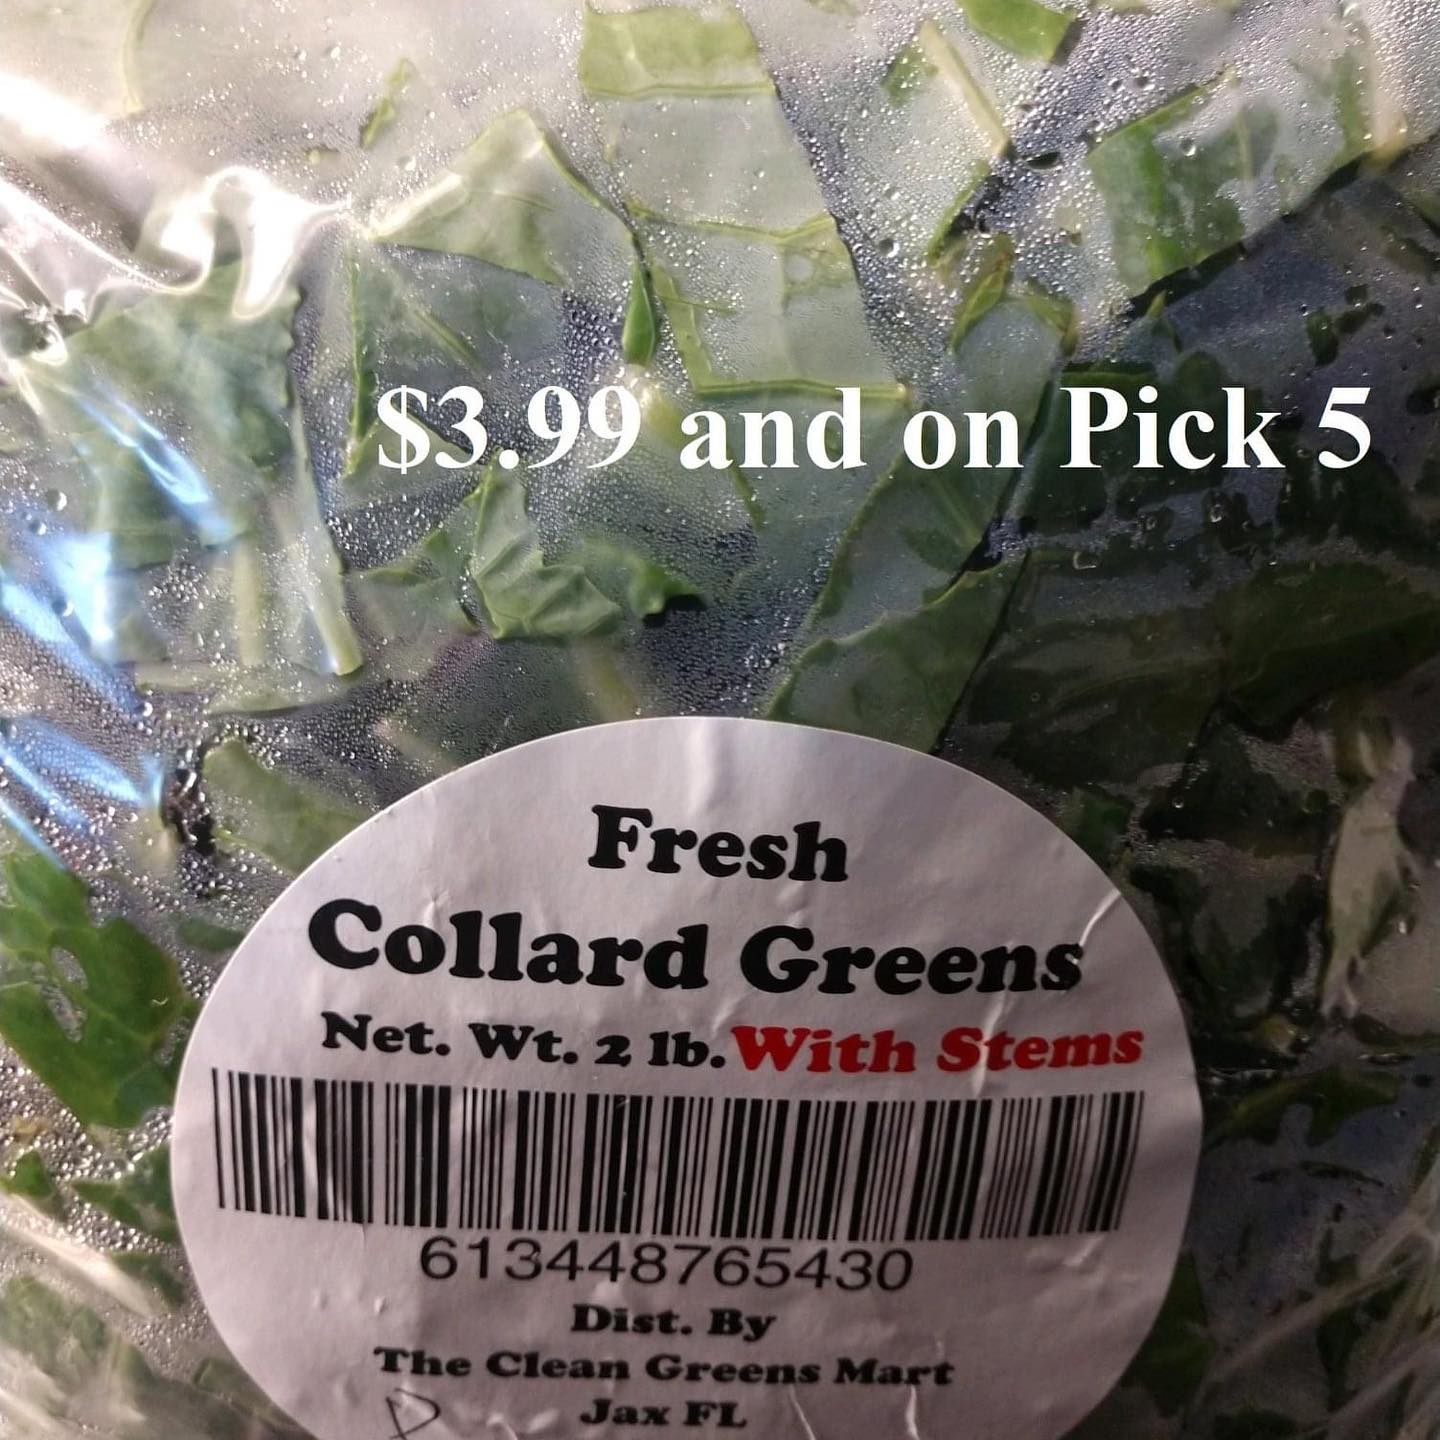 $3.99 and on Pick 5
Fresh
Collard Greens
Net. Wt. 2 lb. With Stems
613448765430
Dist. By
The Clean Greens Mart
Jax FL
D